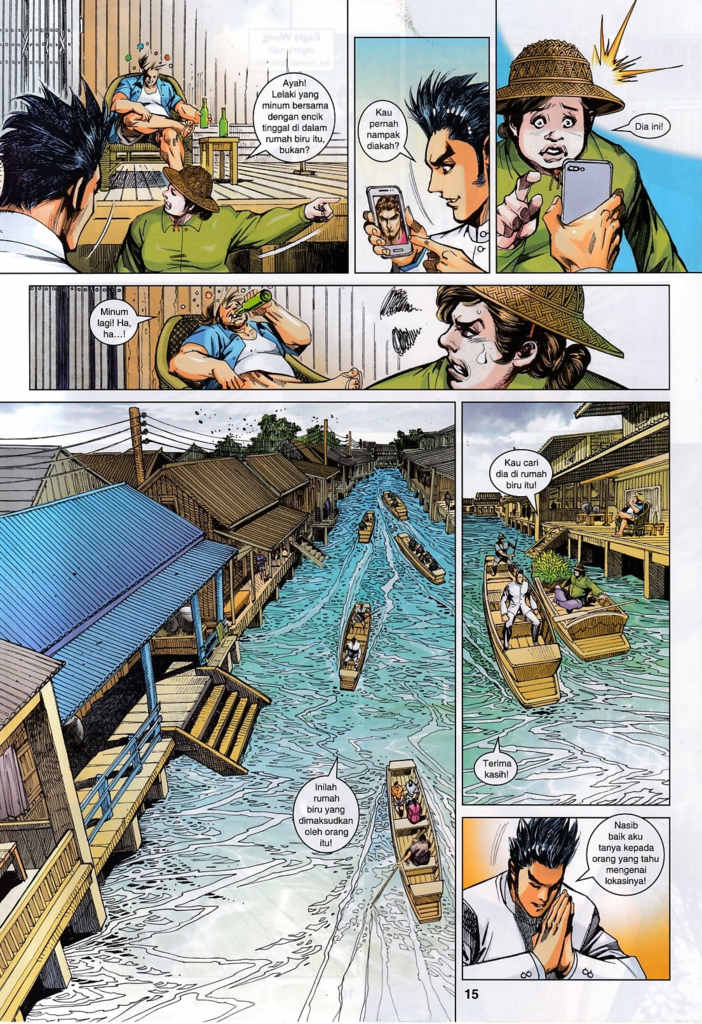 Ayah!
Lelaki yang
minum bersama
dengan encik
tinggal di dalam
rumah biru itu,
bukan?
Kau
pernah
nampak
diakah?
Dia ini!
Minum
lagi! Ha,
ha...!
Inilah
rumah
biru yang
dimaksudkan
oleh orang
itu!
Kau cari
dia di rumah
biru itu!
Terima
kasih!
Nasib
baik aku
tanya kepada
orang yang tahu
mengenai
lokasinya!
15